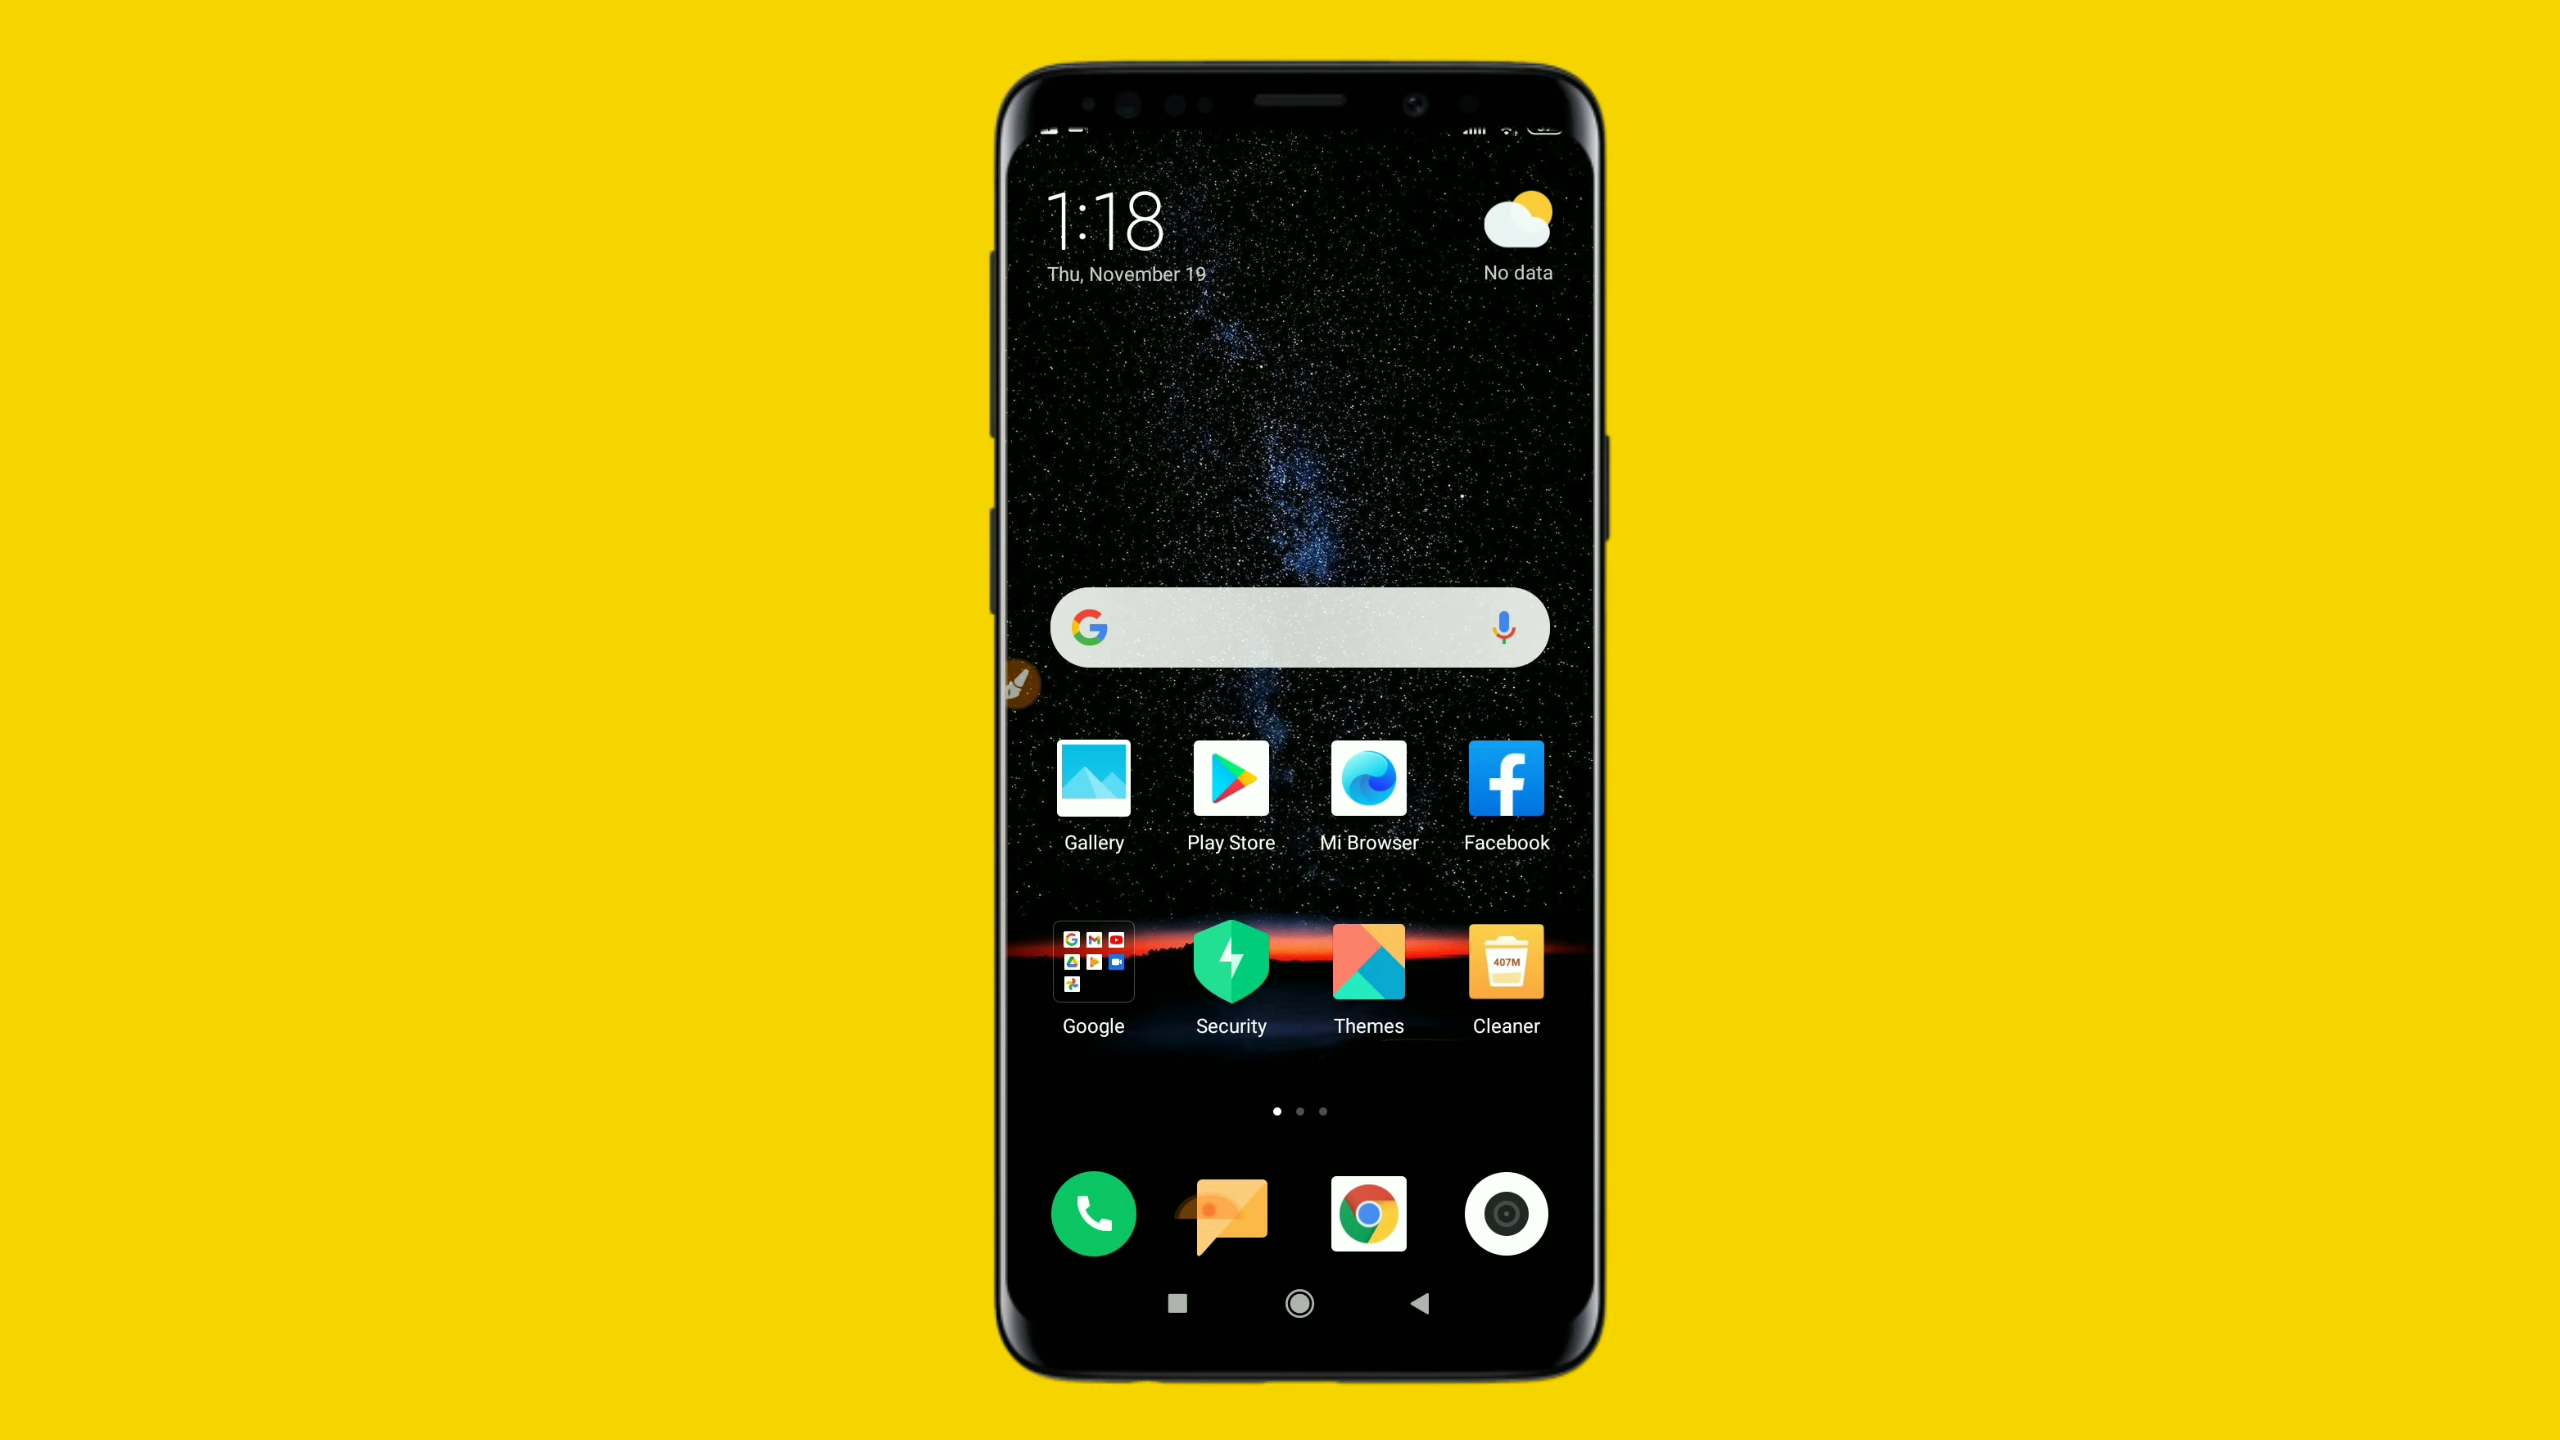 1:18
Thu, November 19
No data
Gallery
Play Store
Mi Browser
Facebook
407M
Google
Security
Themes
Cleaner